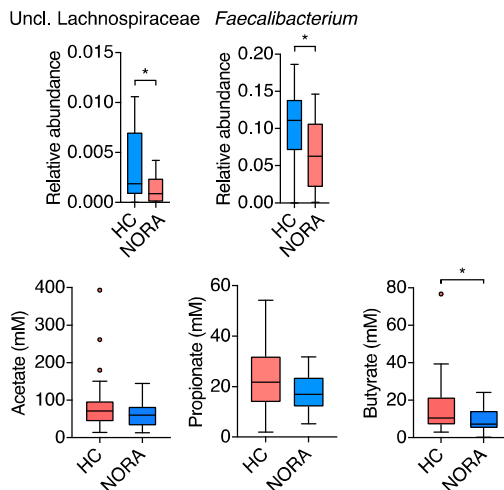 Uncl. Lachnospiraceae
Faecalibacterium
Relative abundance
0.015
0.010
0.005
0.000
*
HC
NORA
Relative abundance
0.20
0.15
0.10
0.05
0.00
*
HC
NORA
Acetate (mM)
400
300
200
100
0
HC
NORA
Propionate (mM)
60
40
20
0
HC
NORA
Butyrate (mM)
80
60
40
20
0
*
HC
NORA